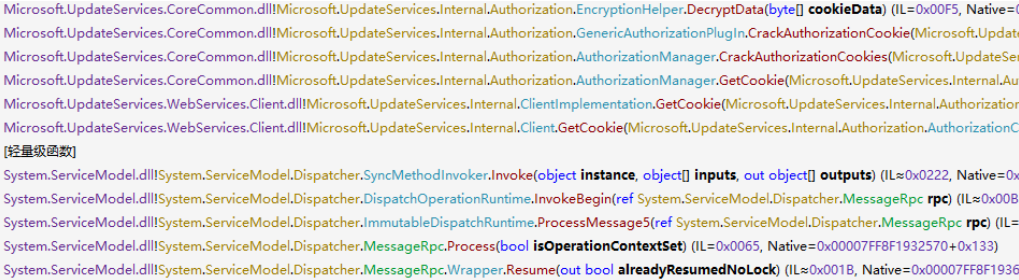 Microsoft.UpdateServices.CoreCommon.dll!Microsoft.UpdateServices.Internal.Authorization.EncryptionHelper.DecryptData(byte[] cookieData) (IL=0x00F5, Native=
Microsoft.UpdateServices.CoreCommon.dll!Microsoft.UpdateServices.Internal.Authorization.GenericAuthorizationPlugIn.CrackAuthorizationCookie(Microsoft.Update
Microsoft.UpdateServices.CoreCommon.dll!Microsoft.UpdateServices.Internal.Authorization.AuthorizationManager.CrackAuthorizationCookies(Microsoft.UpdateSer
Microsoft.UpdateServices.CoreCommon.dll!Microsoft.UpdateServices.Internal.Authorization.AuthorizationManager.GetCookie(Microsoft.UpdateServices.Internal.Au
Microsoft.UpdateServices.WebServices.Client.dll!Microsoft.UpdateServices.Internal.ClientImplementation.GetCookie(Microsoft.UpdateServices.Internal.Authorization
Microsoft.UpdateServices.WebServices.Client.dll!Microsoft.UpdateServices.Internal.Client.GetCookie(Microsoft.UpdateServices.Internal.Authorization.AuthorizationC
[轻量级函数]
System.ServiceModel.dll!System.ServiceModel.Dispatcher.SyncMethodInvoker.Invoke(object instance, object[] inputs, out object[] outputs) (IL≈0x0222, Native=0x
System.ServiceModel.dll!System.ServiceModel.Dispatcher.DispatchOperationRuntime.InvokeBegin(ref System.ServiceModel.Dispatcher.MessageRpc rpc) (IL≈0x00B
System.ServiceModel.dll!System.ServiceModel.Dispatcher.ImmutableDispatchRuntime.ProcessMessage5(ref System.ServiceModel.Dispatcher.MessageRpc rpc) (IL=
System.ServiceModel.dll!System.ServiceModel.Dispatcher.MessageRpc.Process(bool isOperationContextSet) (IL=0x0065, Native=0x00007FF8F1932570+0x133)
System.ServiceModel.dll!System.ServiceModel.Dispatcher.MessageRpc.Wrapper.Resume(out bool alreadyResumedNoLock) (IL≈0x001B, Native=0x00007FF8F1936